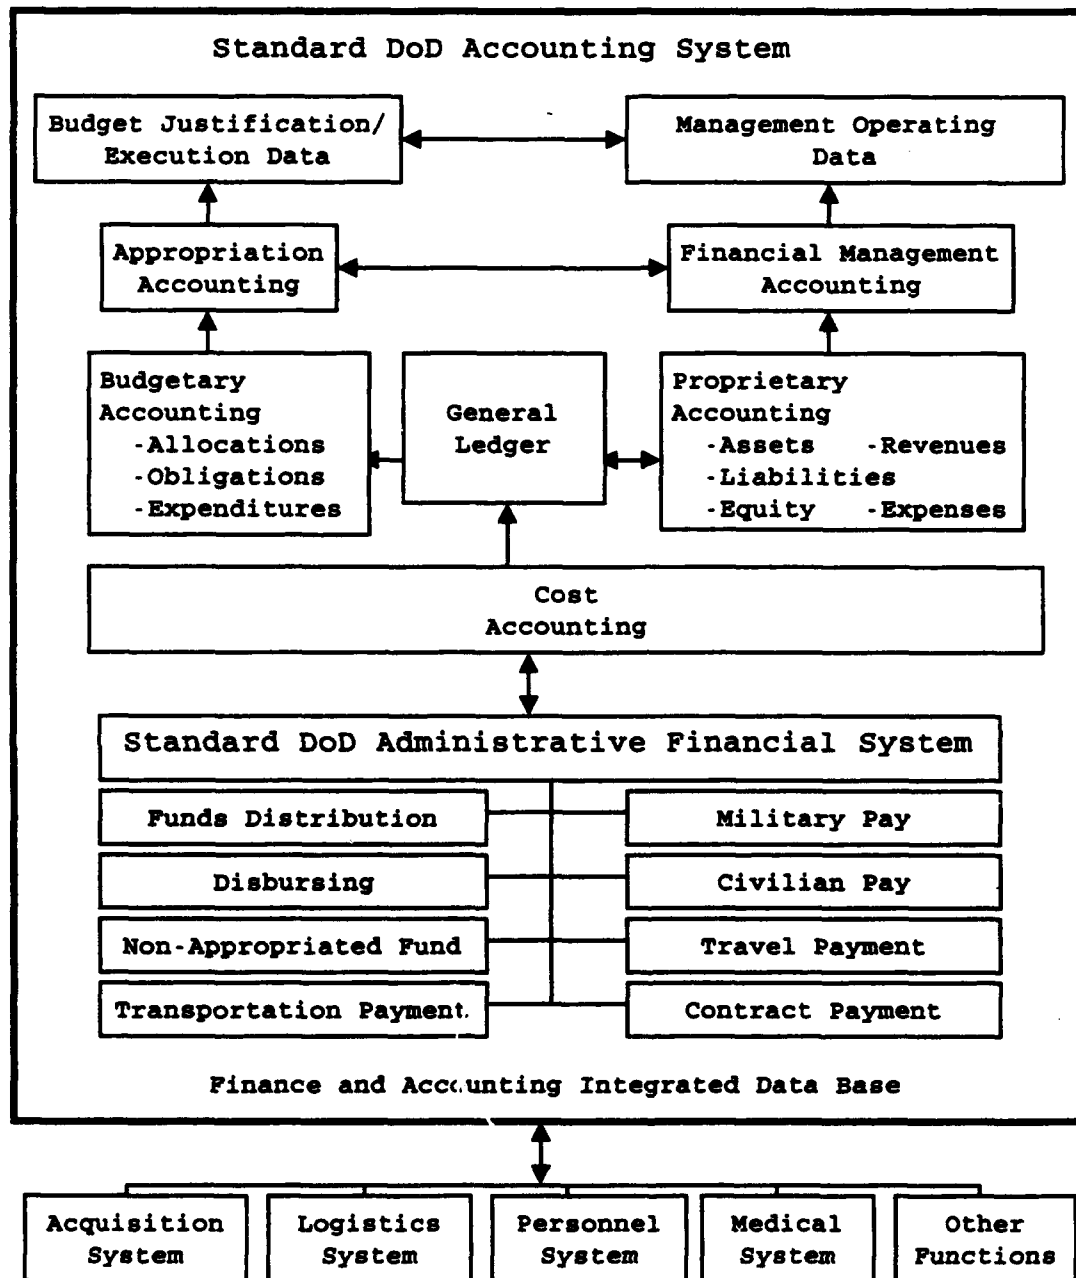 Standard DoD Accounting System
Budget Justification/
Execution Data
Management Operating
Data
Appropriation
Accounting
Financial Management
Accounting
Budgetary
Accounting
-Allocations
-Obligations
-Expenditures
General
Ledger
Proprietary
Accounting
-Assets -Revenues
-Liabilities
-Equity -Expenses
Cost
Accounting
Standard DoD Administrative Financial System
Funds Distribution
Military Pay
Disbursing
Civilian Pay
Non-Appropriated Fund
Travel Payment
Transportation Payment
Contract Payment
Finance and Accounting Integrated Data Base
Acquisition
System
Logistics
System
Personnel
System
Medical
System
Other
Functions